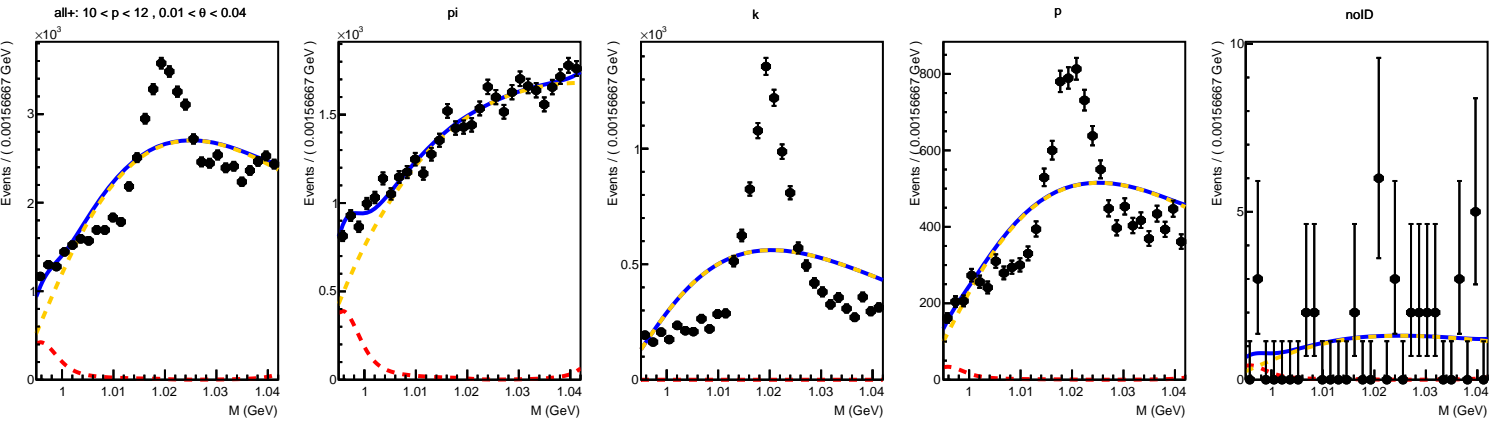 all+: 10 < p < 12 , 0.01 < θ < 0.04
×10³
Events / ( 0.00156667 GeV )
3
2
1
1 1.01 1.02 1.03 1.04
M (GeV)
pi
×10³
Events / ( 0.00156667 GeV )
1.5
1
0.5
0
1 1.01 1.02 1.03 1.04
M (GeV)
k
×10³
Events / ( 0.00156667 GeV )
1
0.5
0
1 1.01 1.02 1.03 1.04
M (GeV)
p
Events / ( 0.00156667 GeV )
800
600
400
200
0
1 1.01 1.02 1.03 1.04
M (GeV)
noID
Events / ( 0.00156667 GeV )
10
5
0
1 1.01 1.02 1.03 1.04
M (GeV)